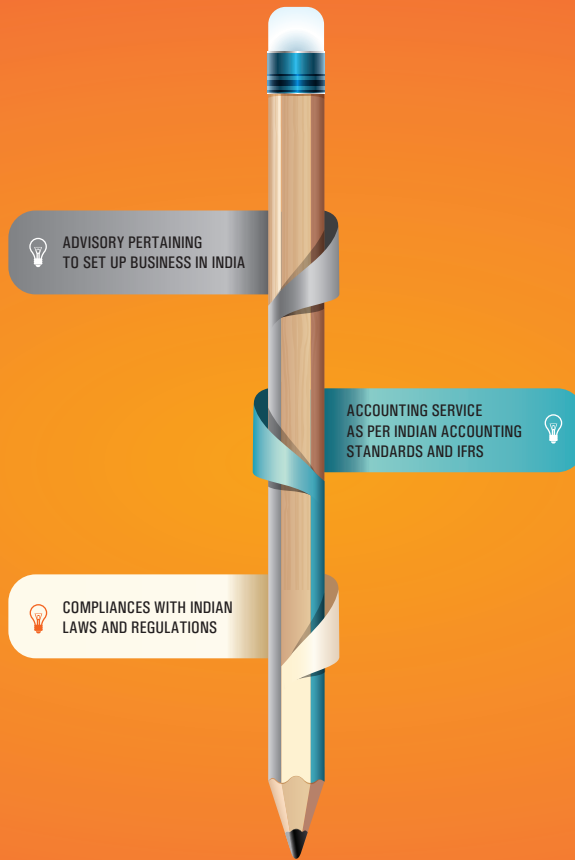 ADVISORY PERTAINING
TO SET UP BUSINESS IN INDIA
ACCOUNTING SERVICE
AS PER INDIAN ACCOUNTING
STANDARDS AND IFRS
COMPLIANCES WITH INDIAN
LAWS AND REGULATIONS